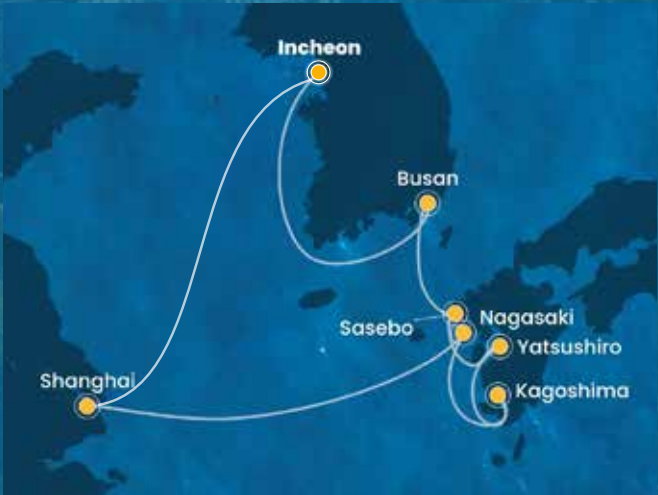 Incheon
Busan
Sasebo
Nagasaki
Yatsushiro
Shanghai
Kagoshima